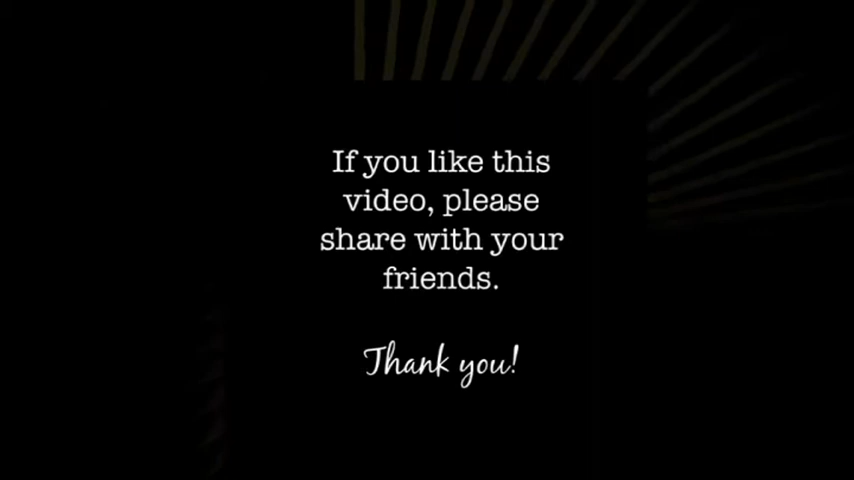 If you like this
video, please
share with your
friends.
Thank you!